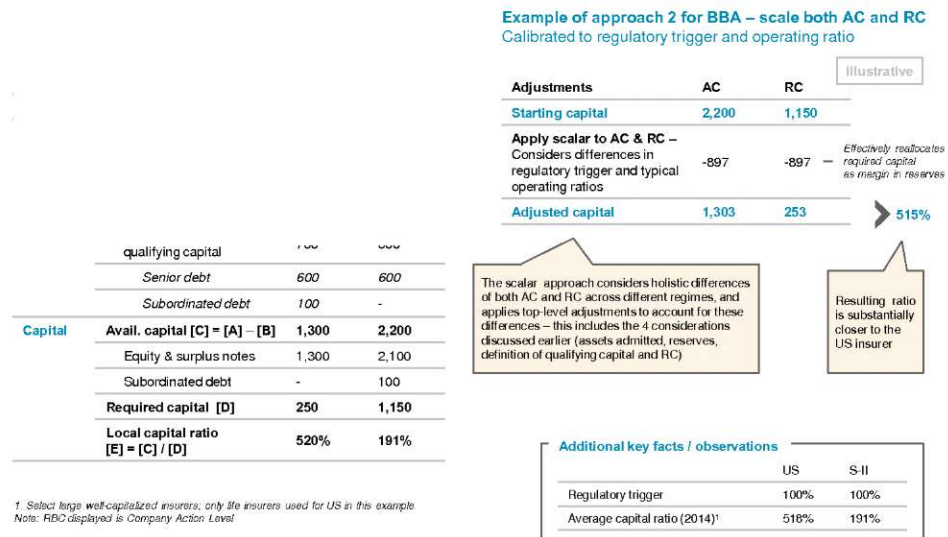 Example of approach 2 for BBA – scale both AC and RC
Calibrated to regulatory trigger and operating ratio
Illustrative
Adjustments AC RC
Starting capital 2,200 1,150
Apply scalar to AC & RC –
Considers differences in
regulatory trigger and typical
operating ratios
-897 -897 –
Effectively reallocates
required capital
as margin in reserves
Adjusted capital 1,303 253
515%
The scalar approach considers holistic differences
of both AC and RC across different regimes, and
applies top-level adjustments to account for these
differences – this includes the 4 considerations
discussed earlier (assets admitted, reserves,
definition of qualifying capital and RC)
Resulting ratio
is substantially
closer to the
US insurer
qualifying capital
Senior debt 600 600
Subordinated debt 100 -
Capital Avail. capital [C] = [A] – [B] 1,300 2,200
Equity & surplus notes 1,300 2,100
Subordinated debt - 100
Required capital [D] 250 1,150
Local capital ratio
[E] = [C] / [D]
520% 191%
1. Select large well-capitalized insurers; only life insurers used for US in this example
Note: RBC displayed is Company Action Level
Additional key facts / observations
US S-II
Regulatory trigger 100% 100%
Average capital ratio (2014)¹ 518% 191%